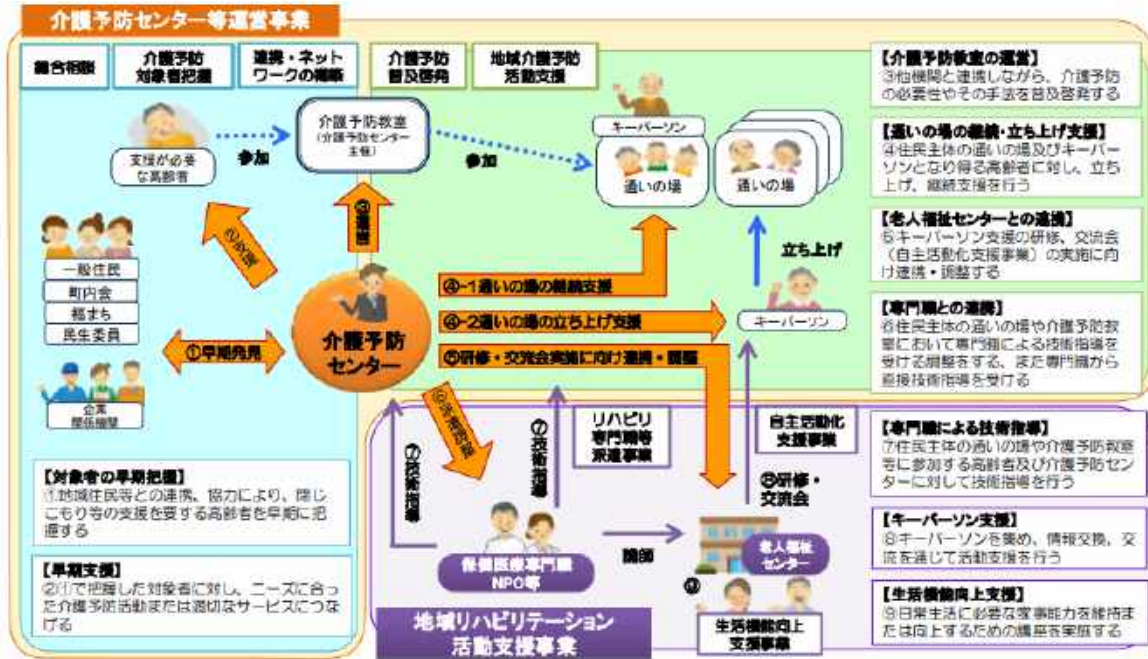 介護予防センター等運営事業
総合相談
介護予防
対象者把握
連携・ネット
ワークの構築
介護予防
普及啓発
地域介護予防
活動支援
支援が必要
な高齢者
参加
介護予防教室
(介護予防センター
主催)
参加
キーパーソン
通いの場
通いの場
立ち上げ
キーパーソン
一般住民
町内会
福まち
民生委員
企業
関係機関
①早期発見
②支援
介護予防
センター
④-1通いの場の継続支援
④-2通いの場の立ち上げ支援
⑤研修・交流会実施に向け連携・調整
⑦技術指導
⑦技術指導
リハビリ
専門職等
派遣事業
自主活動化
支援事業
⑧研修・
交流会
保健医療専門職
NPO等
講師
老人福祉
センター
⑨
生活機能向上
支援事業
地域リハビリテーション
活動支援事業
【対象者の早期把握】
①地域住民等との連携、協力により、閉じ
こもり等の支援を要する高齢者を早期に把
握する
【早期支援】
②①で把握した対象者に対し、ニーズに合っ
た介護予防活動または適切なサービスにつな
げる
【介護予防教室の運営】
③他機関と連携しながら、介護予防
の必要性やその手法を普及啓発する
【通いの場の継続・立ち上げ支援】
④住民主体の通いの場及びキーパー
ソンとなり得る高齢者に対し、立ち
上げ、継続支援を行う
【老人福祉センターとの連携】
⑤キーパーソン支援の研修、交流会
(自主活動化支援事業)の実施に向
け連携・調整する
【専門職との連携】
⑥住民主体の通いの場や介護予防教
室において専門職による技術指導を
受ける調整をする、また専門職から
直接技術指導を受ける
【専門職による技術指導】
⑦住民主体の通いの場や介護予防教室
等に参加する高齢者及び介護予防セン
ターに対して技術指導を行う
【キーパーソン支援】
⑧キーパーソンを集め、情報交換、交
流を通じて活動支援を行う
【生活機能向上支援】
⑨日常生活に必要な家事能力を維持ま
たは向上するための講座を実施する